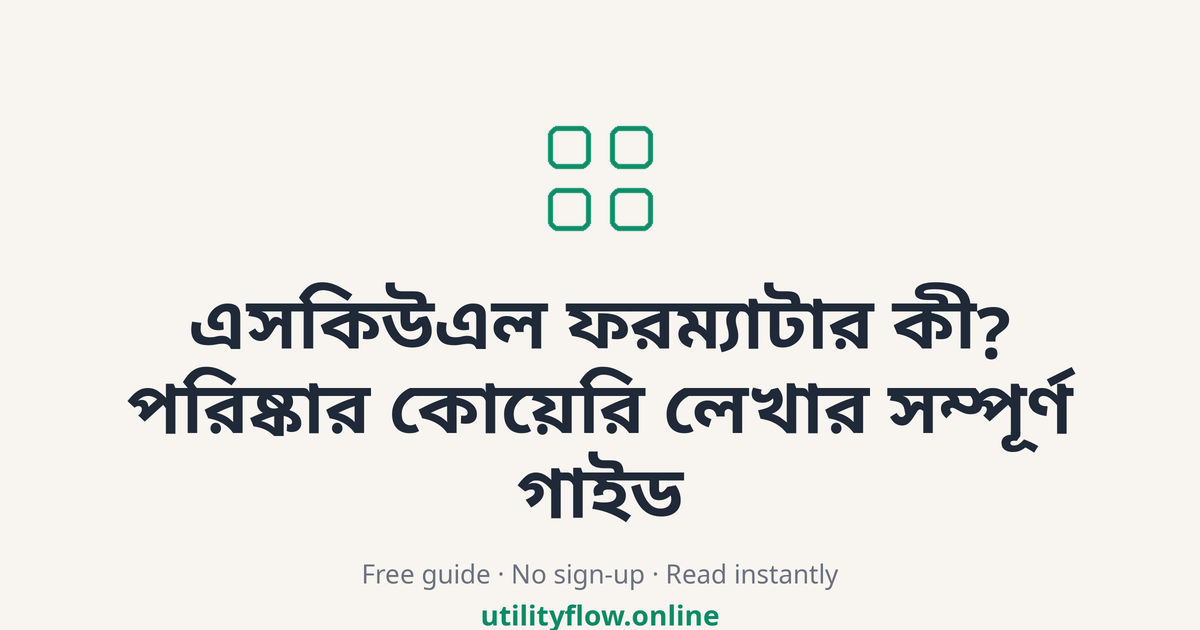 এসকিউএল ফরম্যাটার কী?
পরিষ্কার কোয়েরি লেখার সম্পূর্ণ
গাইড
Free guide · No sign-up · Read instantly
utilityflow.online